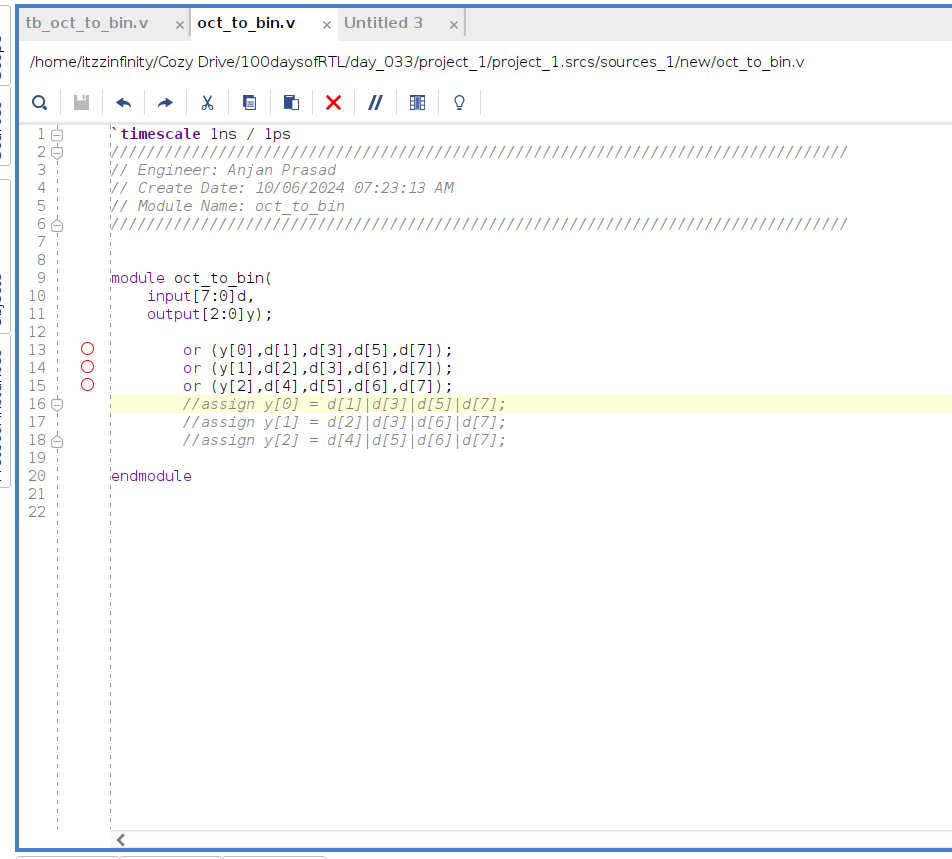 tb_oct_to_bin.v × oct_to_bin.v × Untitled 3 ×
/home/itzzinfinity/Cozy Drive/100daysofRTL/day_033/project_1/project_1.srcs/sources_1/new/oct_to_bin.v
1 `timescale 1ns / 1ps
2 //////////////////////////////////////////////////////////////////////////////////
3 // Engineer: Anjan Prasad
4 // Create Date: 10/06/2024 07:23:13 AM
5 // Module Name: oct_to_bin
6 //////////////////////////////////////////////////////////////////////////////////
7
8
9 module oct_to_bin(
10     input[7:0]d,
11     output[2:0]y);
12
13         or (y[0],d[1],d[3],d[5],d[7]);
14         or (y[1],d[2],d[3],d[6],d[7]);
15         or (y[2],d[4],d[5],d[6],d[7]);
16         //assign y[0] = d[1]|d[3]|d[5]|d[7];
17         //assign y[1] = d[2]|d[3]|d[6]|d[7];
18         //assign y[2] = d[4]|d[5]|d[6]|d[7];
19
20 endmodule
21
22